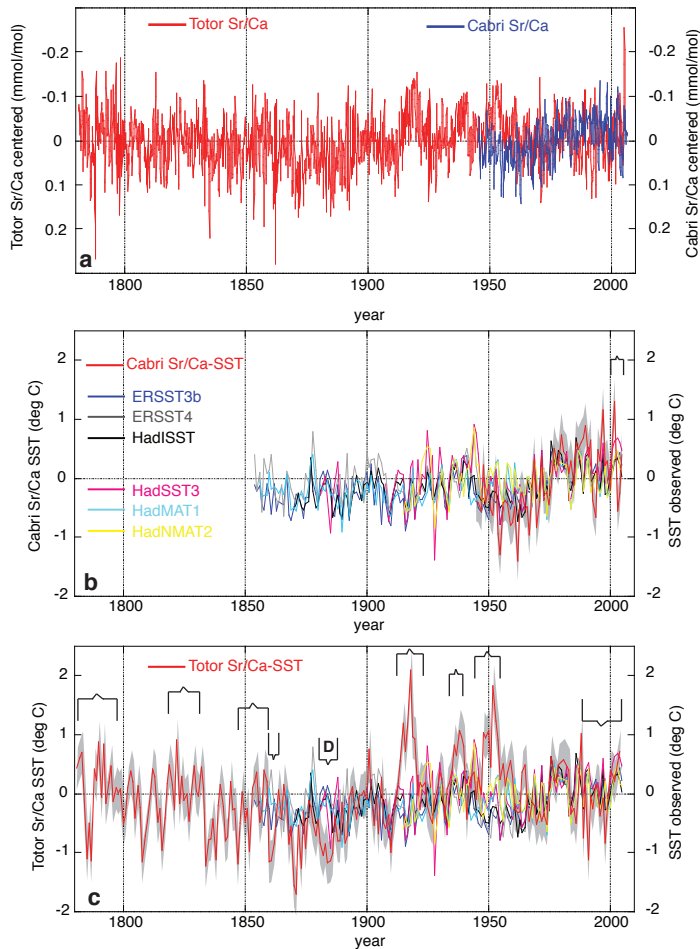 Totor Sr/Ca
Cabri Sr/Ca
-0.2
-0.1
0
0.1
0.2
Totor Sr/Ca centered (mmol/mol)
-0.2
-0.1
0
0.1
0.2
Cabri Sr/Ca centered (mmol/mol)
a
1800
1850
1900
1950
2000
year
Cabri Sr/Ca-SST
ERSST3b
ERSST4
HadISST
HadSST3
HadMAT1
HadNMAT2
2
1
0
-1
-2
Cabri Sr/Ca SST (deg C)
2
1
0
-1
-2
SST observed (deg C)
b
1800
1850
1900
1950
2000
year
Totor Sr/Ca-SST
D
2
1
0
-1
-2
Totor Sr/Ca SST (deg C)
2
1
0
-1
-2
SST observed (deg C)
c
1800
1850
1900
1950
2000
year